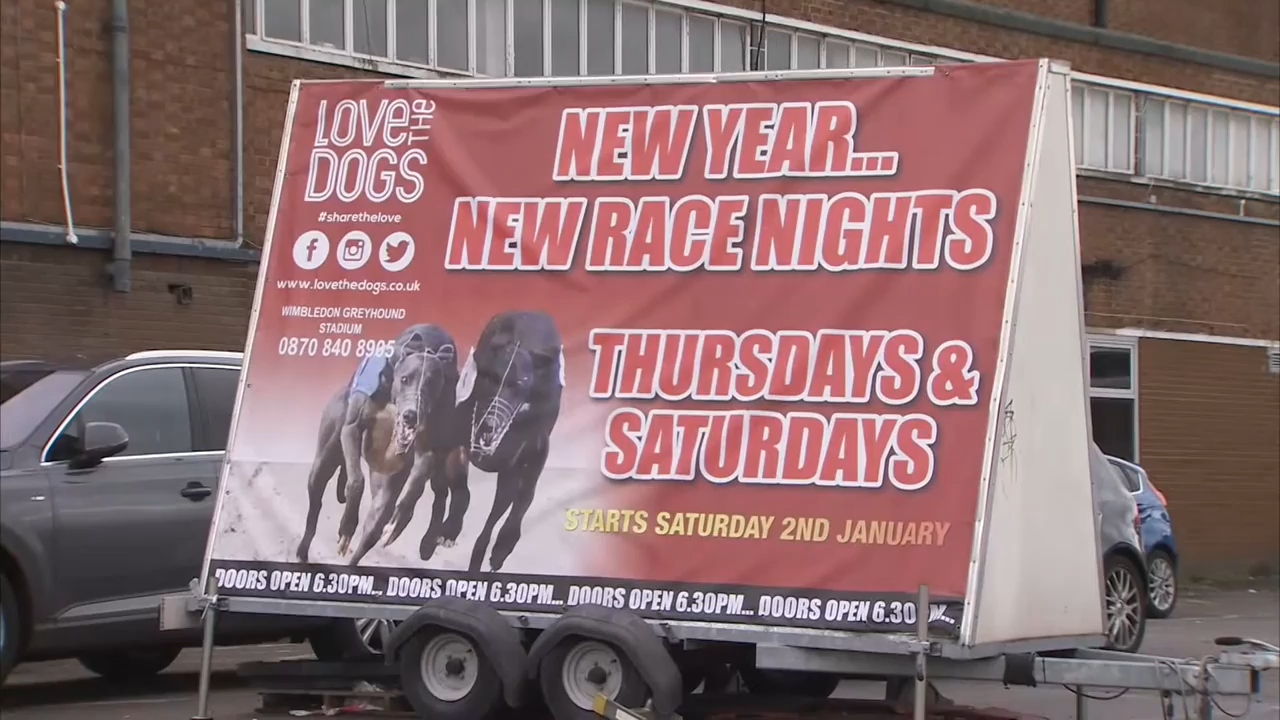 LOVE THE
DOGS
#sharethelove
www.lovethedogs.co.uk
WIMBLEDON GREYHOUND
STADIUM
0870 840 8905
NEW YEAR...
NEW RACE NIGHTS
THURSDAYS &
SATURDAYS
STARTS SATURDAY 2ND JANUARY
DOORS OPEN 6.30PM... DOORS OPEN 6.30PM... DOORS OPEN 6.30PM... DOORS OPEN 6.30PM...